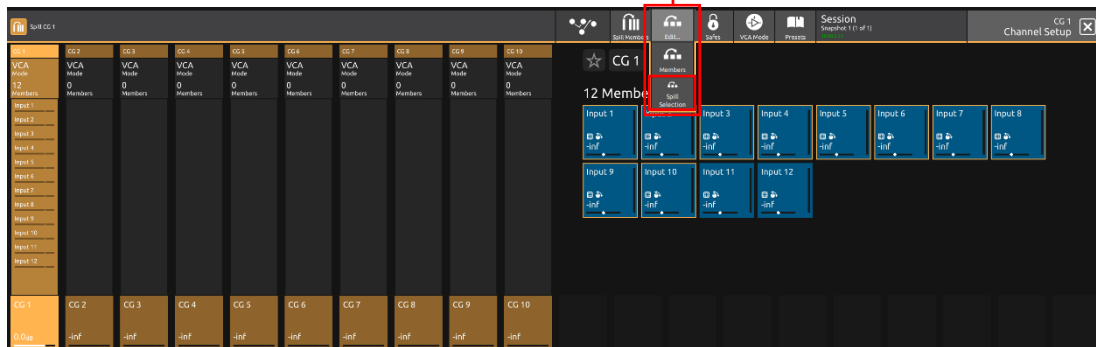 Spill CG 1
Spill Members
Edit...
Safes
VCA Mode
Presets
Session
Snapshot 1 (1 of 1)
CG 1
Channel Setup
Members
Spill
Selection
CG 1
12 Membe
CG 1
VCA
Mode
12
Members
Input 1
Input 2
Input 3
Input 4
Input 5
Input 6
Input 7
Input 8
Input 9
Input 10
Input 11
Input 12
CG 2
VCA
Mode
0
Members
CG 3
VCA
Mode
0
Members
CG 4
VCA
Mode
0
Members
CG 5
VCA
Mode
0
Members
CG 6
VCA
Mode
0
Members
CG 7
VCA
Mode
0
Members
CG 8
VCA
Mode
0
Members
CG 9
VCA
Mode
0
Members
CG 10
VCA
Mode
0
Members
Input 1
-inf
-inf
Input 3
-inf
Input 4
-inf
Input 5
-inf
Input 6
-inf
Input 7
-inf
Input 8
-inf
Input 9
-inf
Input 10
-inf
Input 11
-inf
Input 12
-inf
CG 1
0.0dB
CG 2
-inf
CG 3
-inf
CG 4
-inf
CG 5
-inf
CG 6
-inf
CG 7
-inf
CG 8
-inf
CG 9
-inf
CG 10
-inf